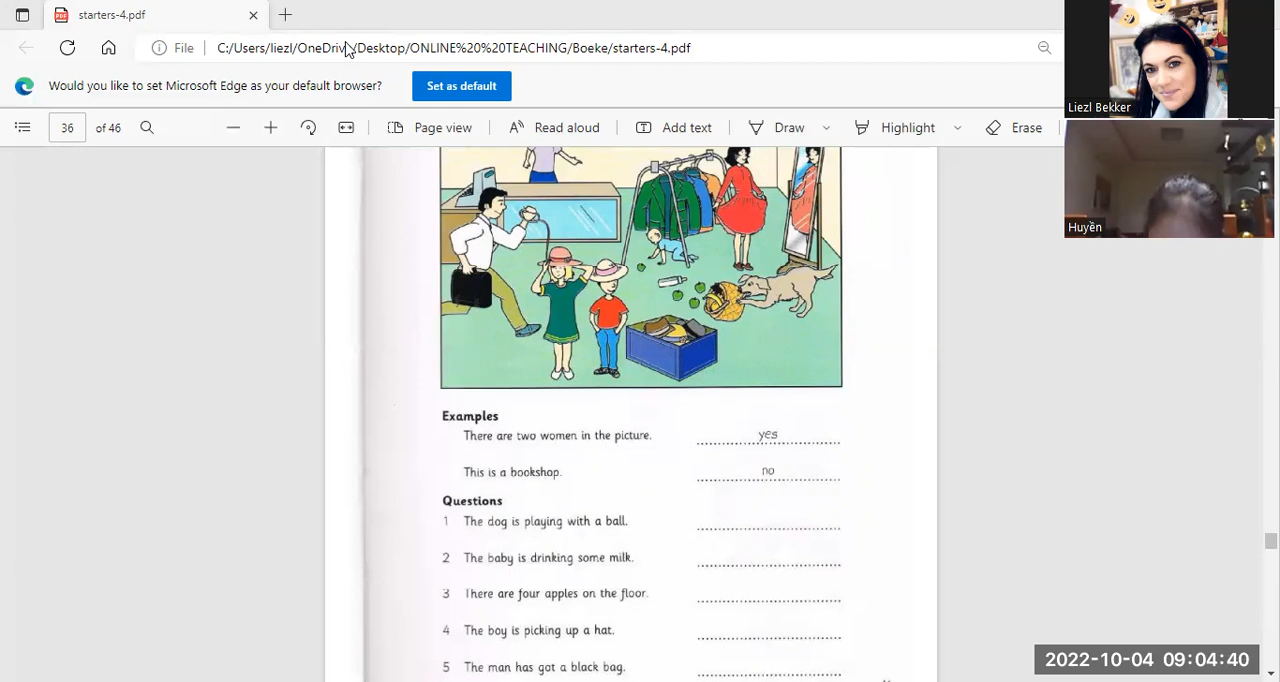 starters-4.pdf
File C:/Users/liezl/OneDrive/Desktop/ONLINE%20%20TEACHING/Boeke/starters-4.pdf
Would you like to set Microsoft Edge as your default browser? Set as default
36 of 46 Page view Read aloud Add text Draw Highlight Erase
Liezl Bekker
Huyền
Examples
There are two women in the picture. yes
This is a bookshop. no
Questions
1 The dog is playing with a ball.
2 The baby is drinking some milk.
3 There are four apples on the floor.
4 The boy is picking up a hat.
5 The man has got a black bag.
2022-10-04 09:04:40